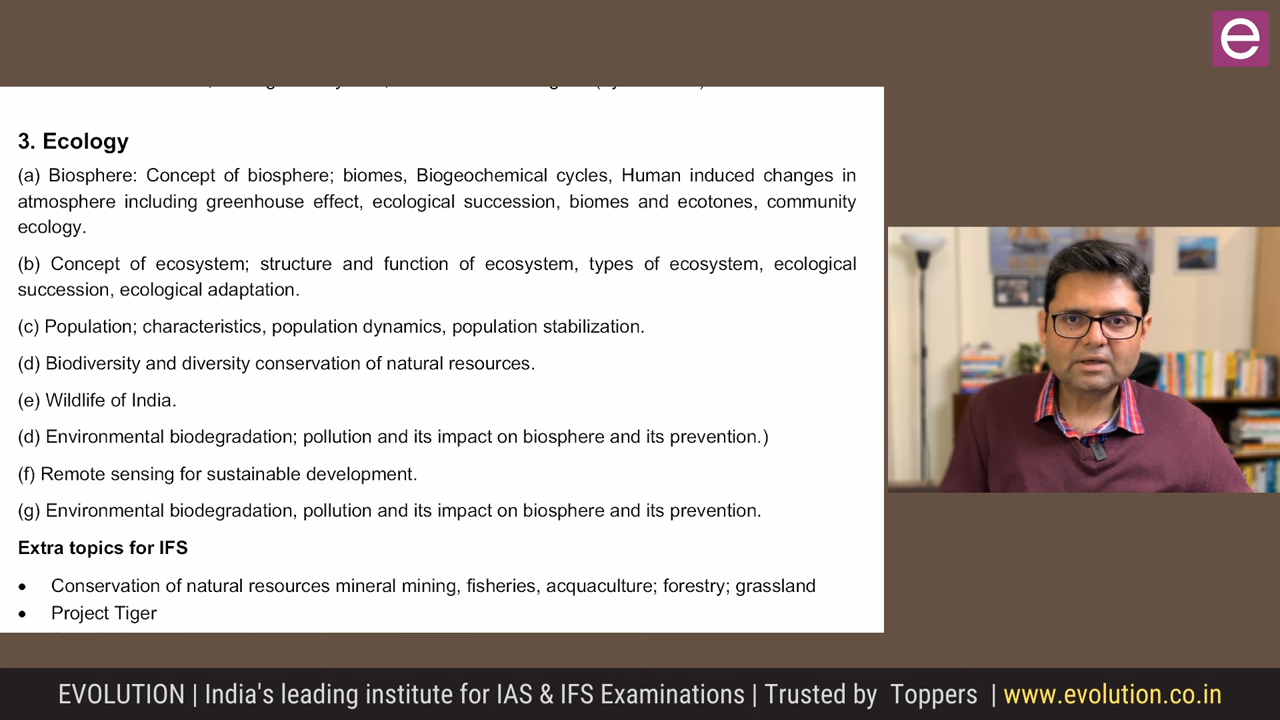 e
3. Ecology
(a) Biosphere: Concept of biosphere; biomes, Biogeochemical cycles, Human induced changes in
atmosphere including greenhouse effect, ecological succession, biomes and ecotones, community
ecology.
(b) Concept of ecosystem; structure and function of ecosystem, types of ecosystem, ecological
succession, ecological adaptation.
(c) Population; characteristics, population dynamics, population stabilization.
(d) Biodiversity and diversity conservation of natural resources.
(e) Wildlife of India.
(d) Environmental biodegradation; pollution and its impact on biosphere and its prevention.)
(f) Remote sensing for sustainable development.
(g) Environmental biodegradation, pollution and its impact on biosphere and its prevention.
Extra topics for IFS
• Conservation of natural resources mineral mining, fisheries, acquaculture; forestry; grassland
• Project Tiger
EVOLUTION | India's leading institute for IAS & IFS Examinations | Trusted by Toppers | www.evolution.co.in